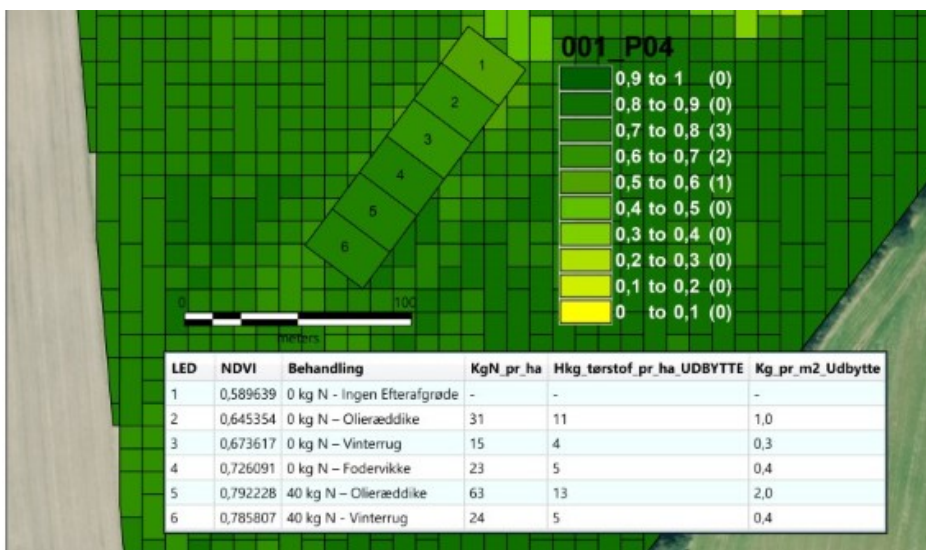 001_P04
0,9 to 1 (0)
0,8 to 0,9 (0)
0,7 to 0,8 (3)
0,6 to 0,7 (2)
0,5 to 0,6 (1)
0,4 to 0,5 (0)
0,3 to 0,4 (0)
0,2 to 0,3 (0)
0,1 to 0,2 (0)
0 to 0,1 (0)
1
2
3
4
5
6
0 100
meters
LED NDVI Behandling KgN_pr_ha Hkg_tørstof_pr_ha_UDBYTTE Kg_pr_m2_Udbytte
1 0,589639 0 kg N - Ingen Efterafgrøde - - -
2 0,645354 0 kg N – Olieræddike 31 11 1,0
3 0,673617 0 kg N – Vinterrug 15 4 0,3
4 0,726091 0 kg N – Fodervikke 23 5 0,4
5 0,792228 40 kg N – Olieræddike 63 13 2,0
6 0,785807 40 kg N - Vinterrug 24 5 0,4